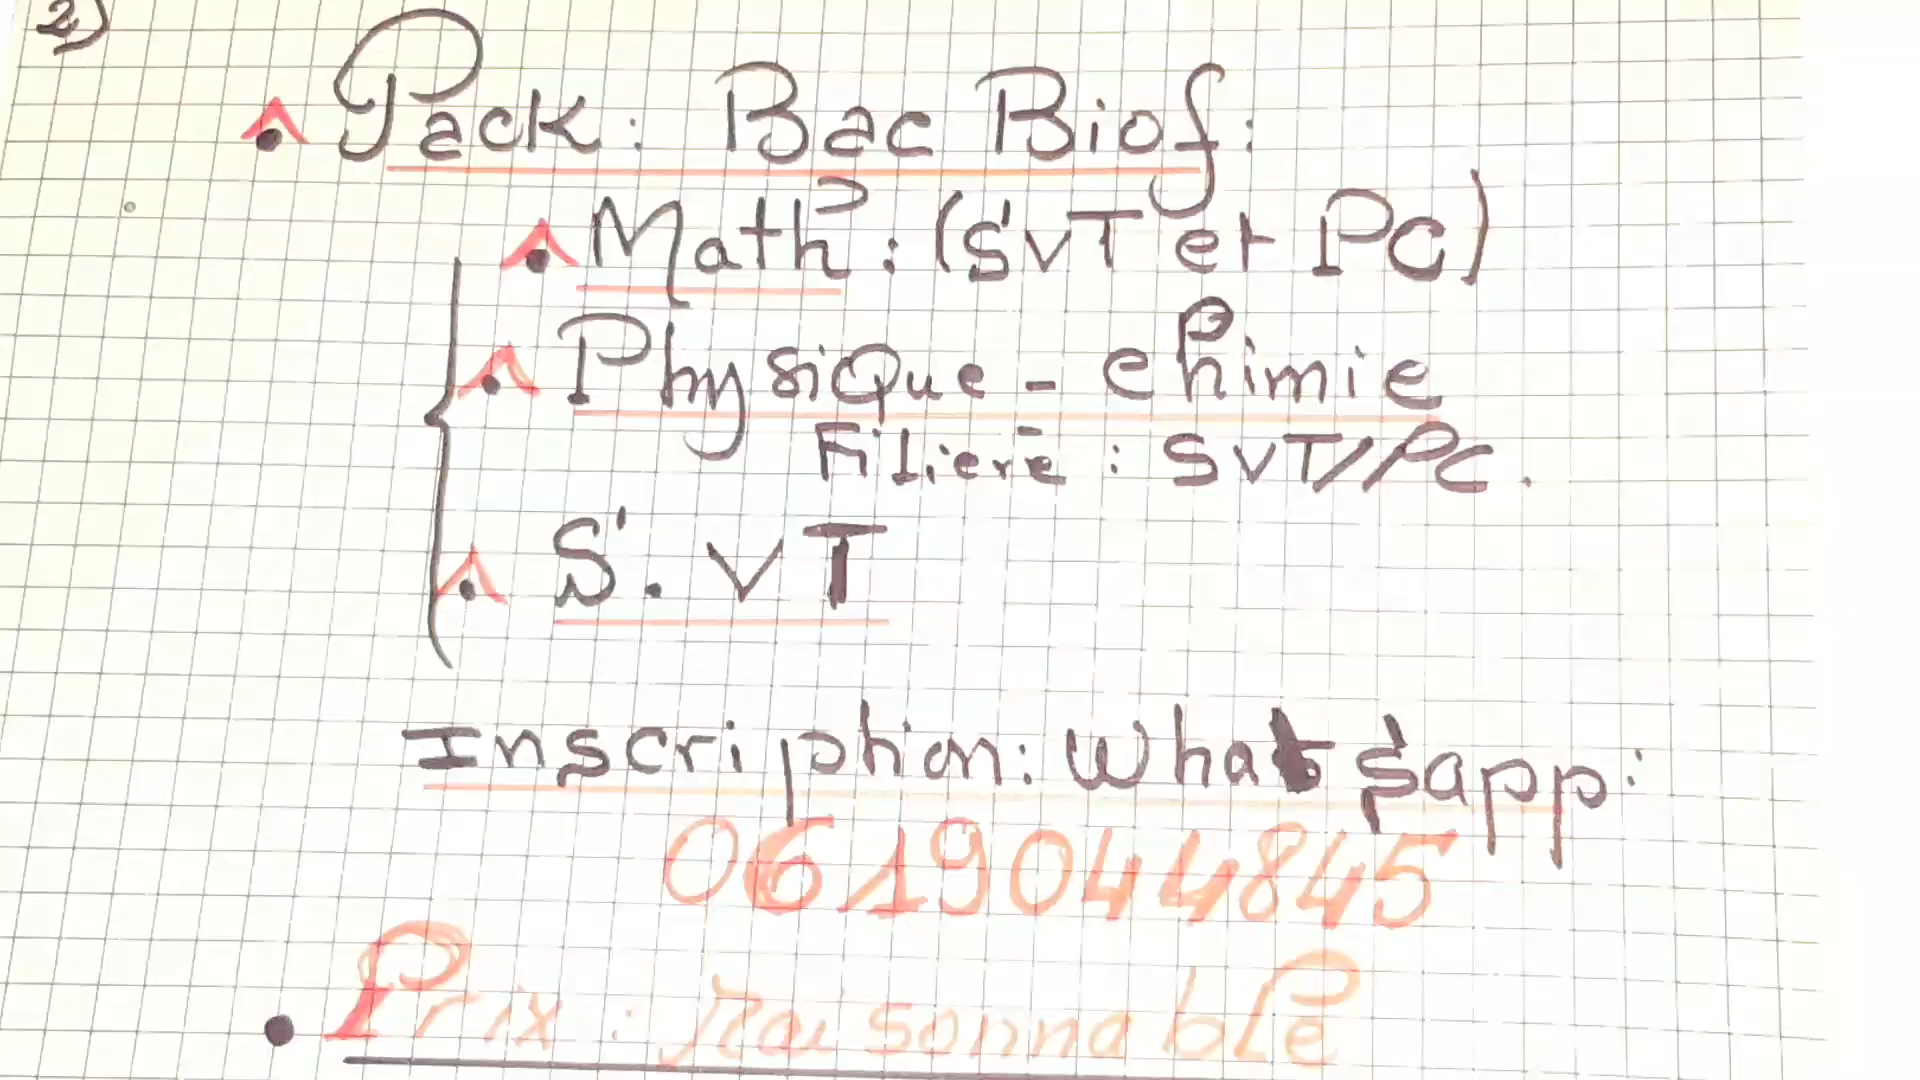 2)
Pack : Bac Biof :
Math : (SVT et PC)
Physique - chimie
Filière : SVT/PC.
S.VT
Inscription : Whatsapp :
0619044845
Prix : raisonnable